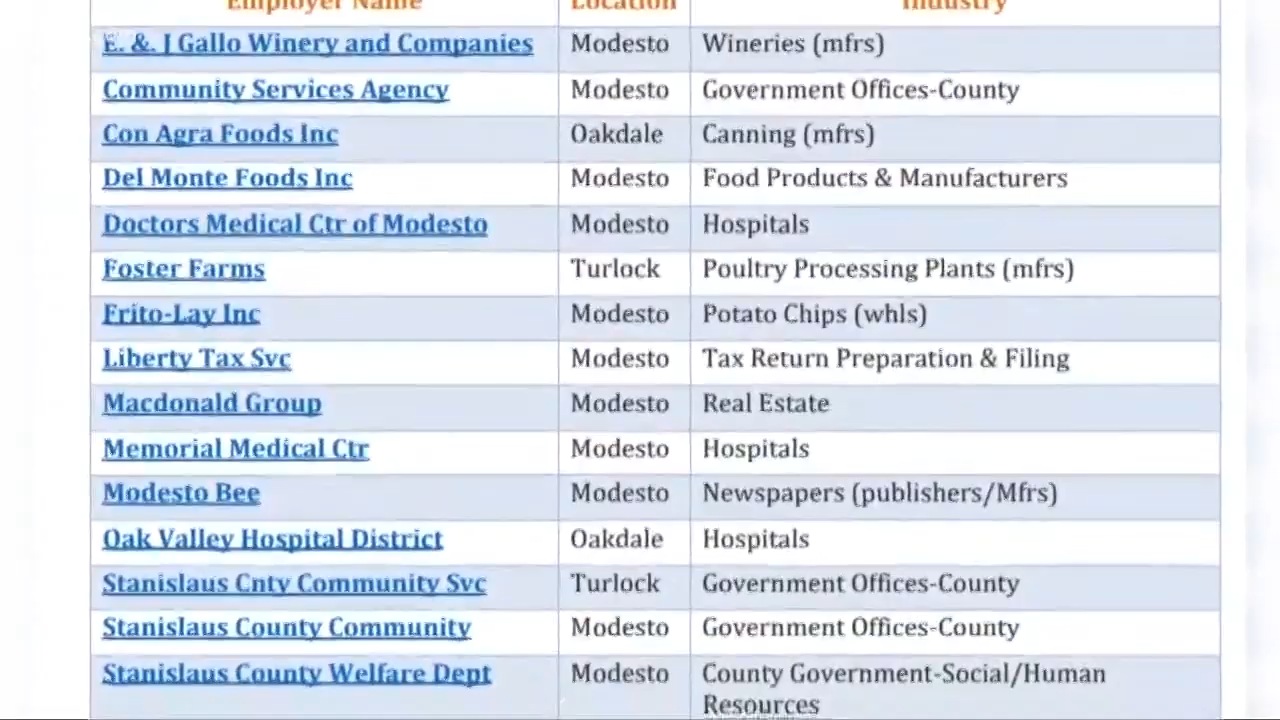 Employer Name Location Industry
E. &. J Gallo Winery and Companies Modesto Wineries (mfrs)
Community Services Agency Modesto Government Offices-County
Con Agra Foods Inc Oakdale Canning (mfrs)
Del Monte Foods Inc Modesto Food Products & Manufacturers
Doctors Medical Ctr of Modesto Modesto Hospitals
Foster Farms Turlock Poultry Processing Plants (mfrs)
Frito-Lay Inc Modesto Potato Chips (whls)
Liberty Tax Svc Modesto Tax Return Preparation & Filing
Macdonald Group Modesto Real Estate
Memorial Medical Ctr Modesto Hospitals
Modesto Bee Modesto Newspapers (publishers/Mfrs)
Oak Valley Hospital District Oakdale Hospitals
Stanislaus Cnty Community Svc Turlock Government Offices-County
Stanislaus County Community Modesto Government Offices-County
Stanislaus County Welfare Dept Modesto County Government-Social/Human
Resources